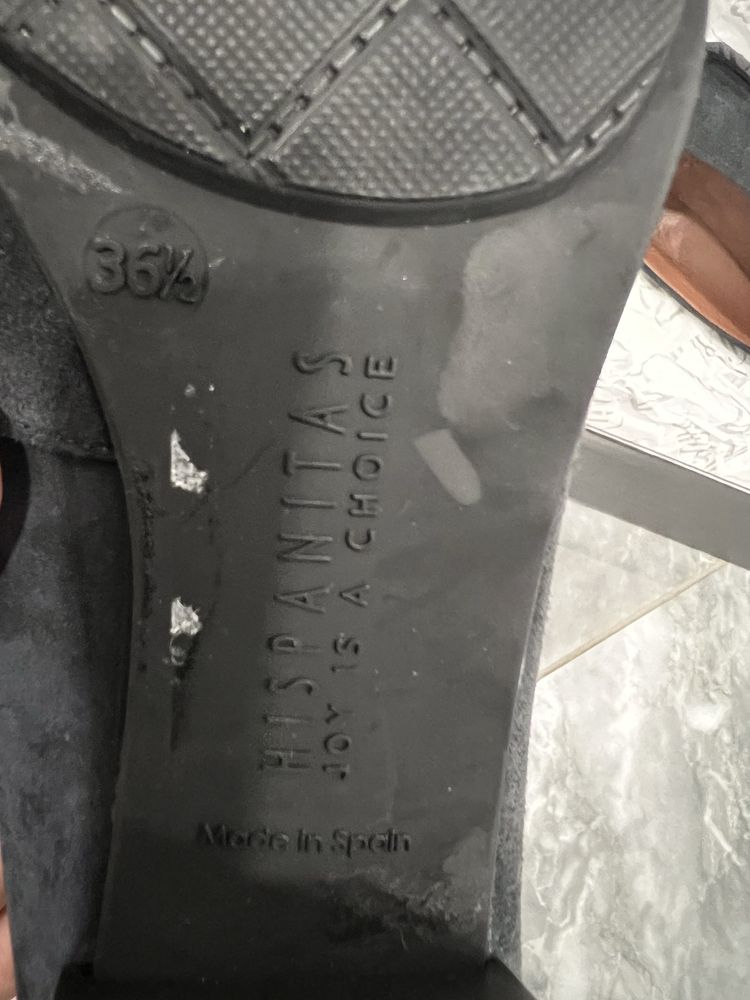 36½
HISPANITAS
JOY IS A CHOICE
Made in Spain